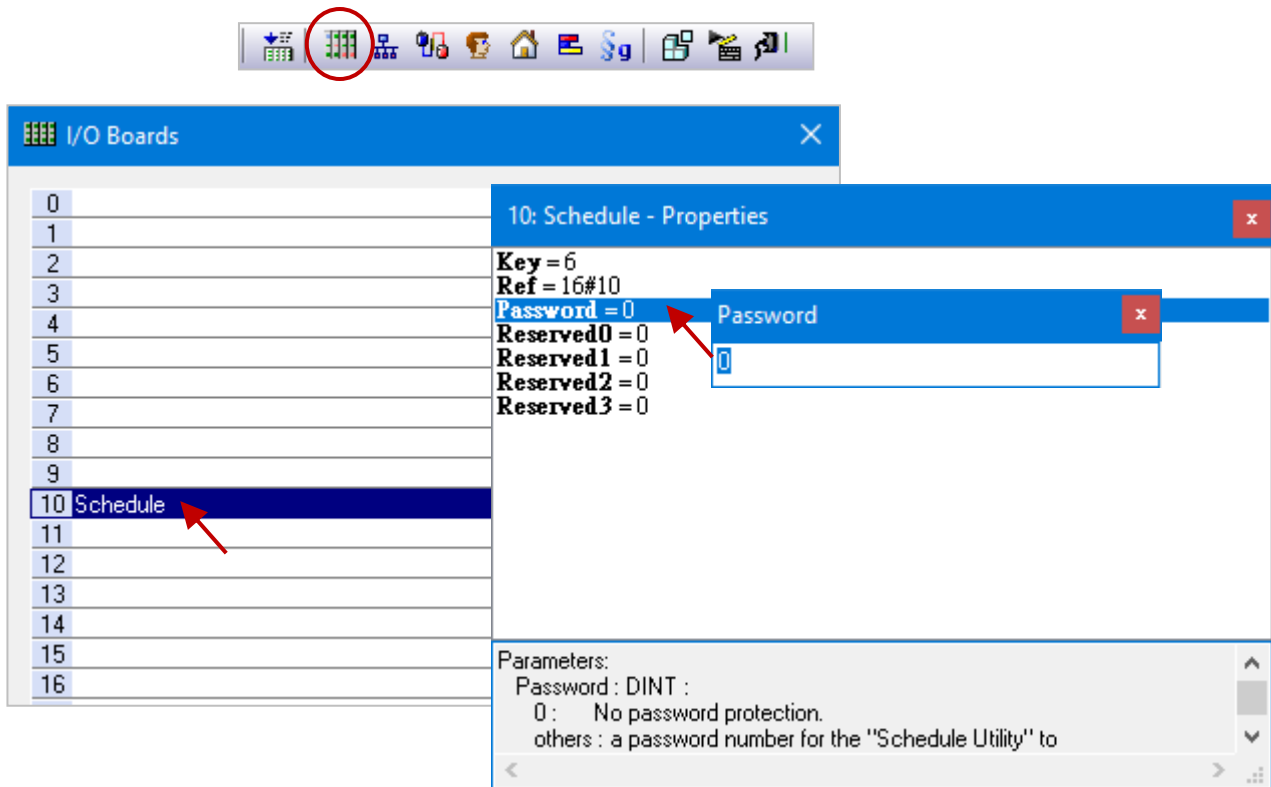 §g
I/O Boards
0
1
2
3
4
5
6
7
8
9
10 Schedule
11
12
13
14
15
16
10: Schedule - Properties
Key = 6
Ref = 16#10
Password = 0
Reserved0 = 0
Reserved1 = 0
Reserved2 = 0
Reserved3 = 0
Password
0
Parameters:
Password : DINT :
0 : No password protection.
others : a password number for the "Schedule Utility" to